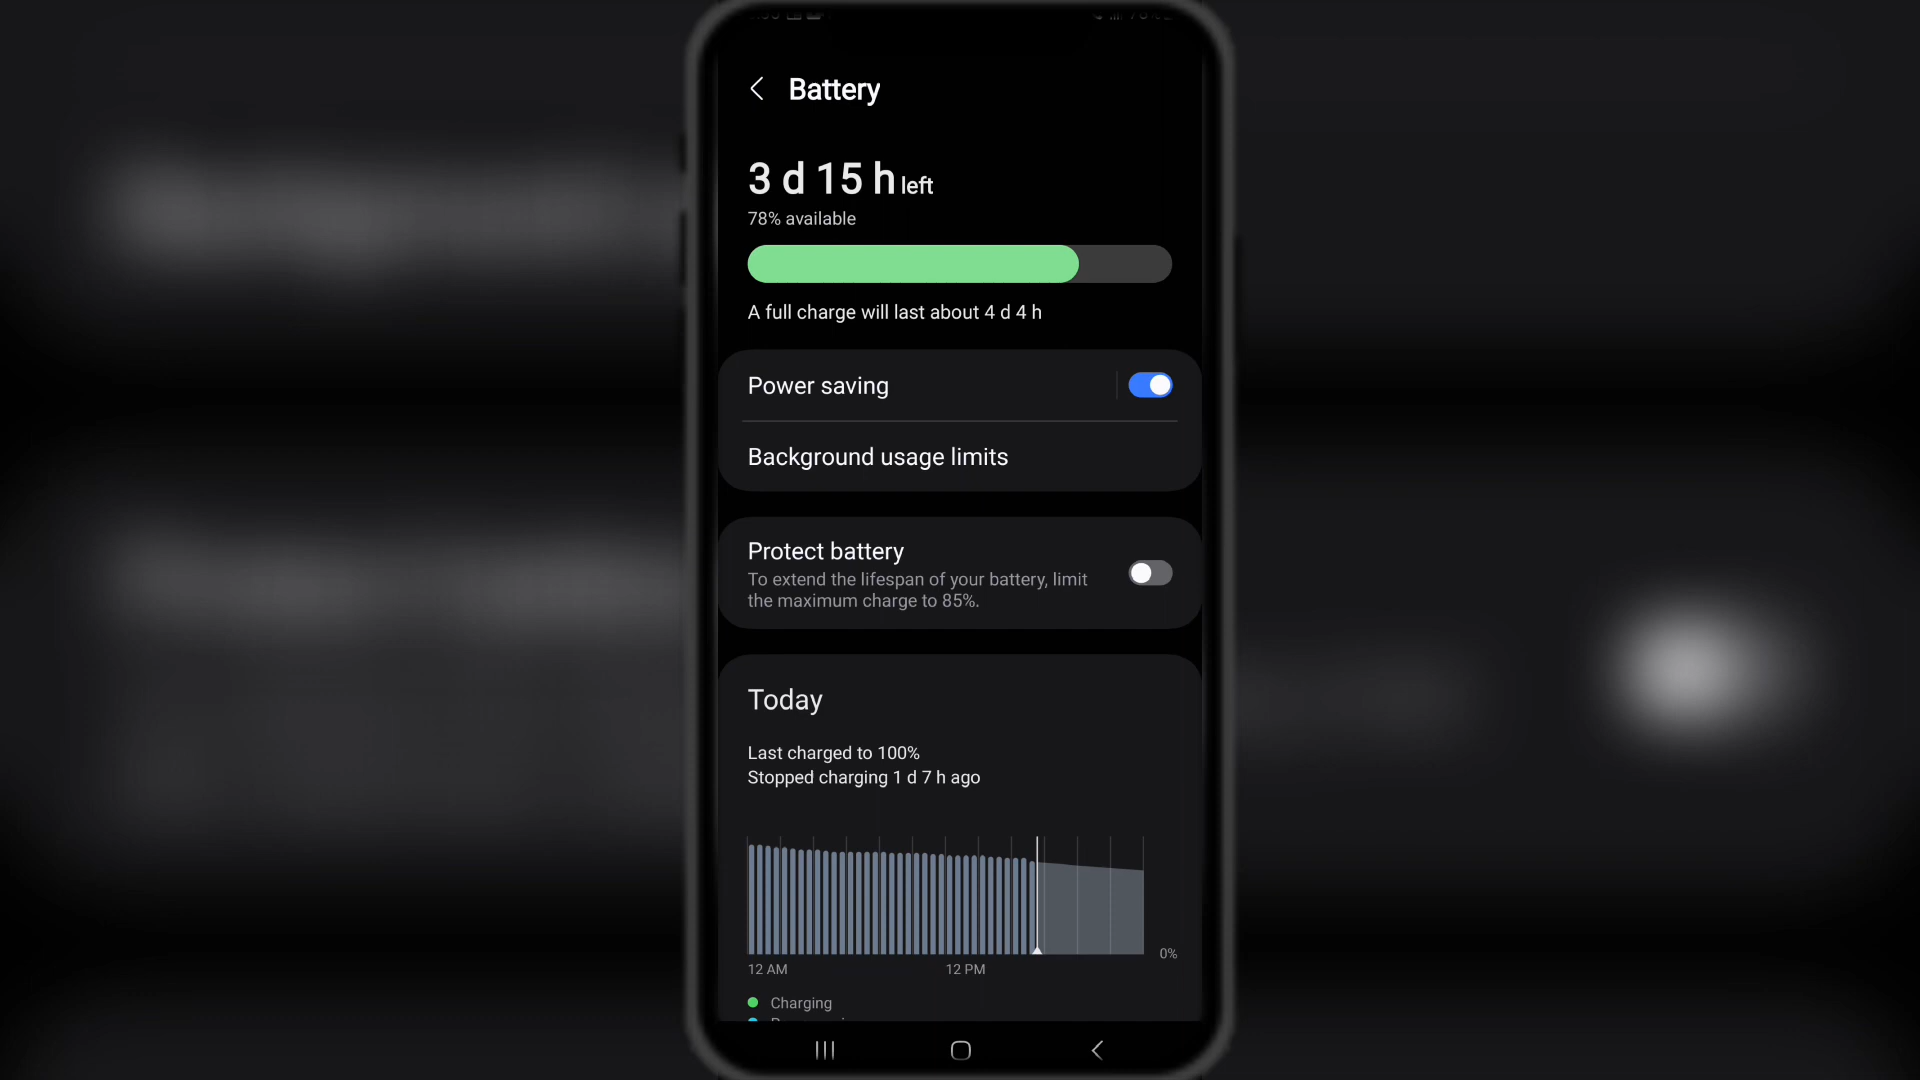 Battery
3 d 15 h left
78% available
A full charge will last about 4 d 4 h
Power saving
Background usage limits
Protect battery
To extend the lifespan of your battery, limit
the maximum charge to 85%.
Today
Last charged to 100%
Stopped charging 1 d 7 h ago
0%
12 AM 12 PM
Charging